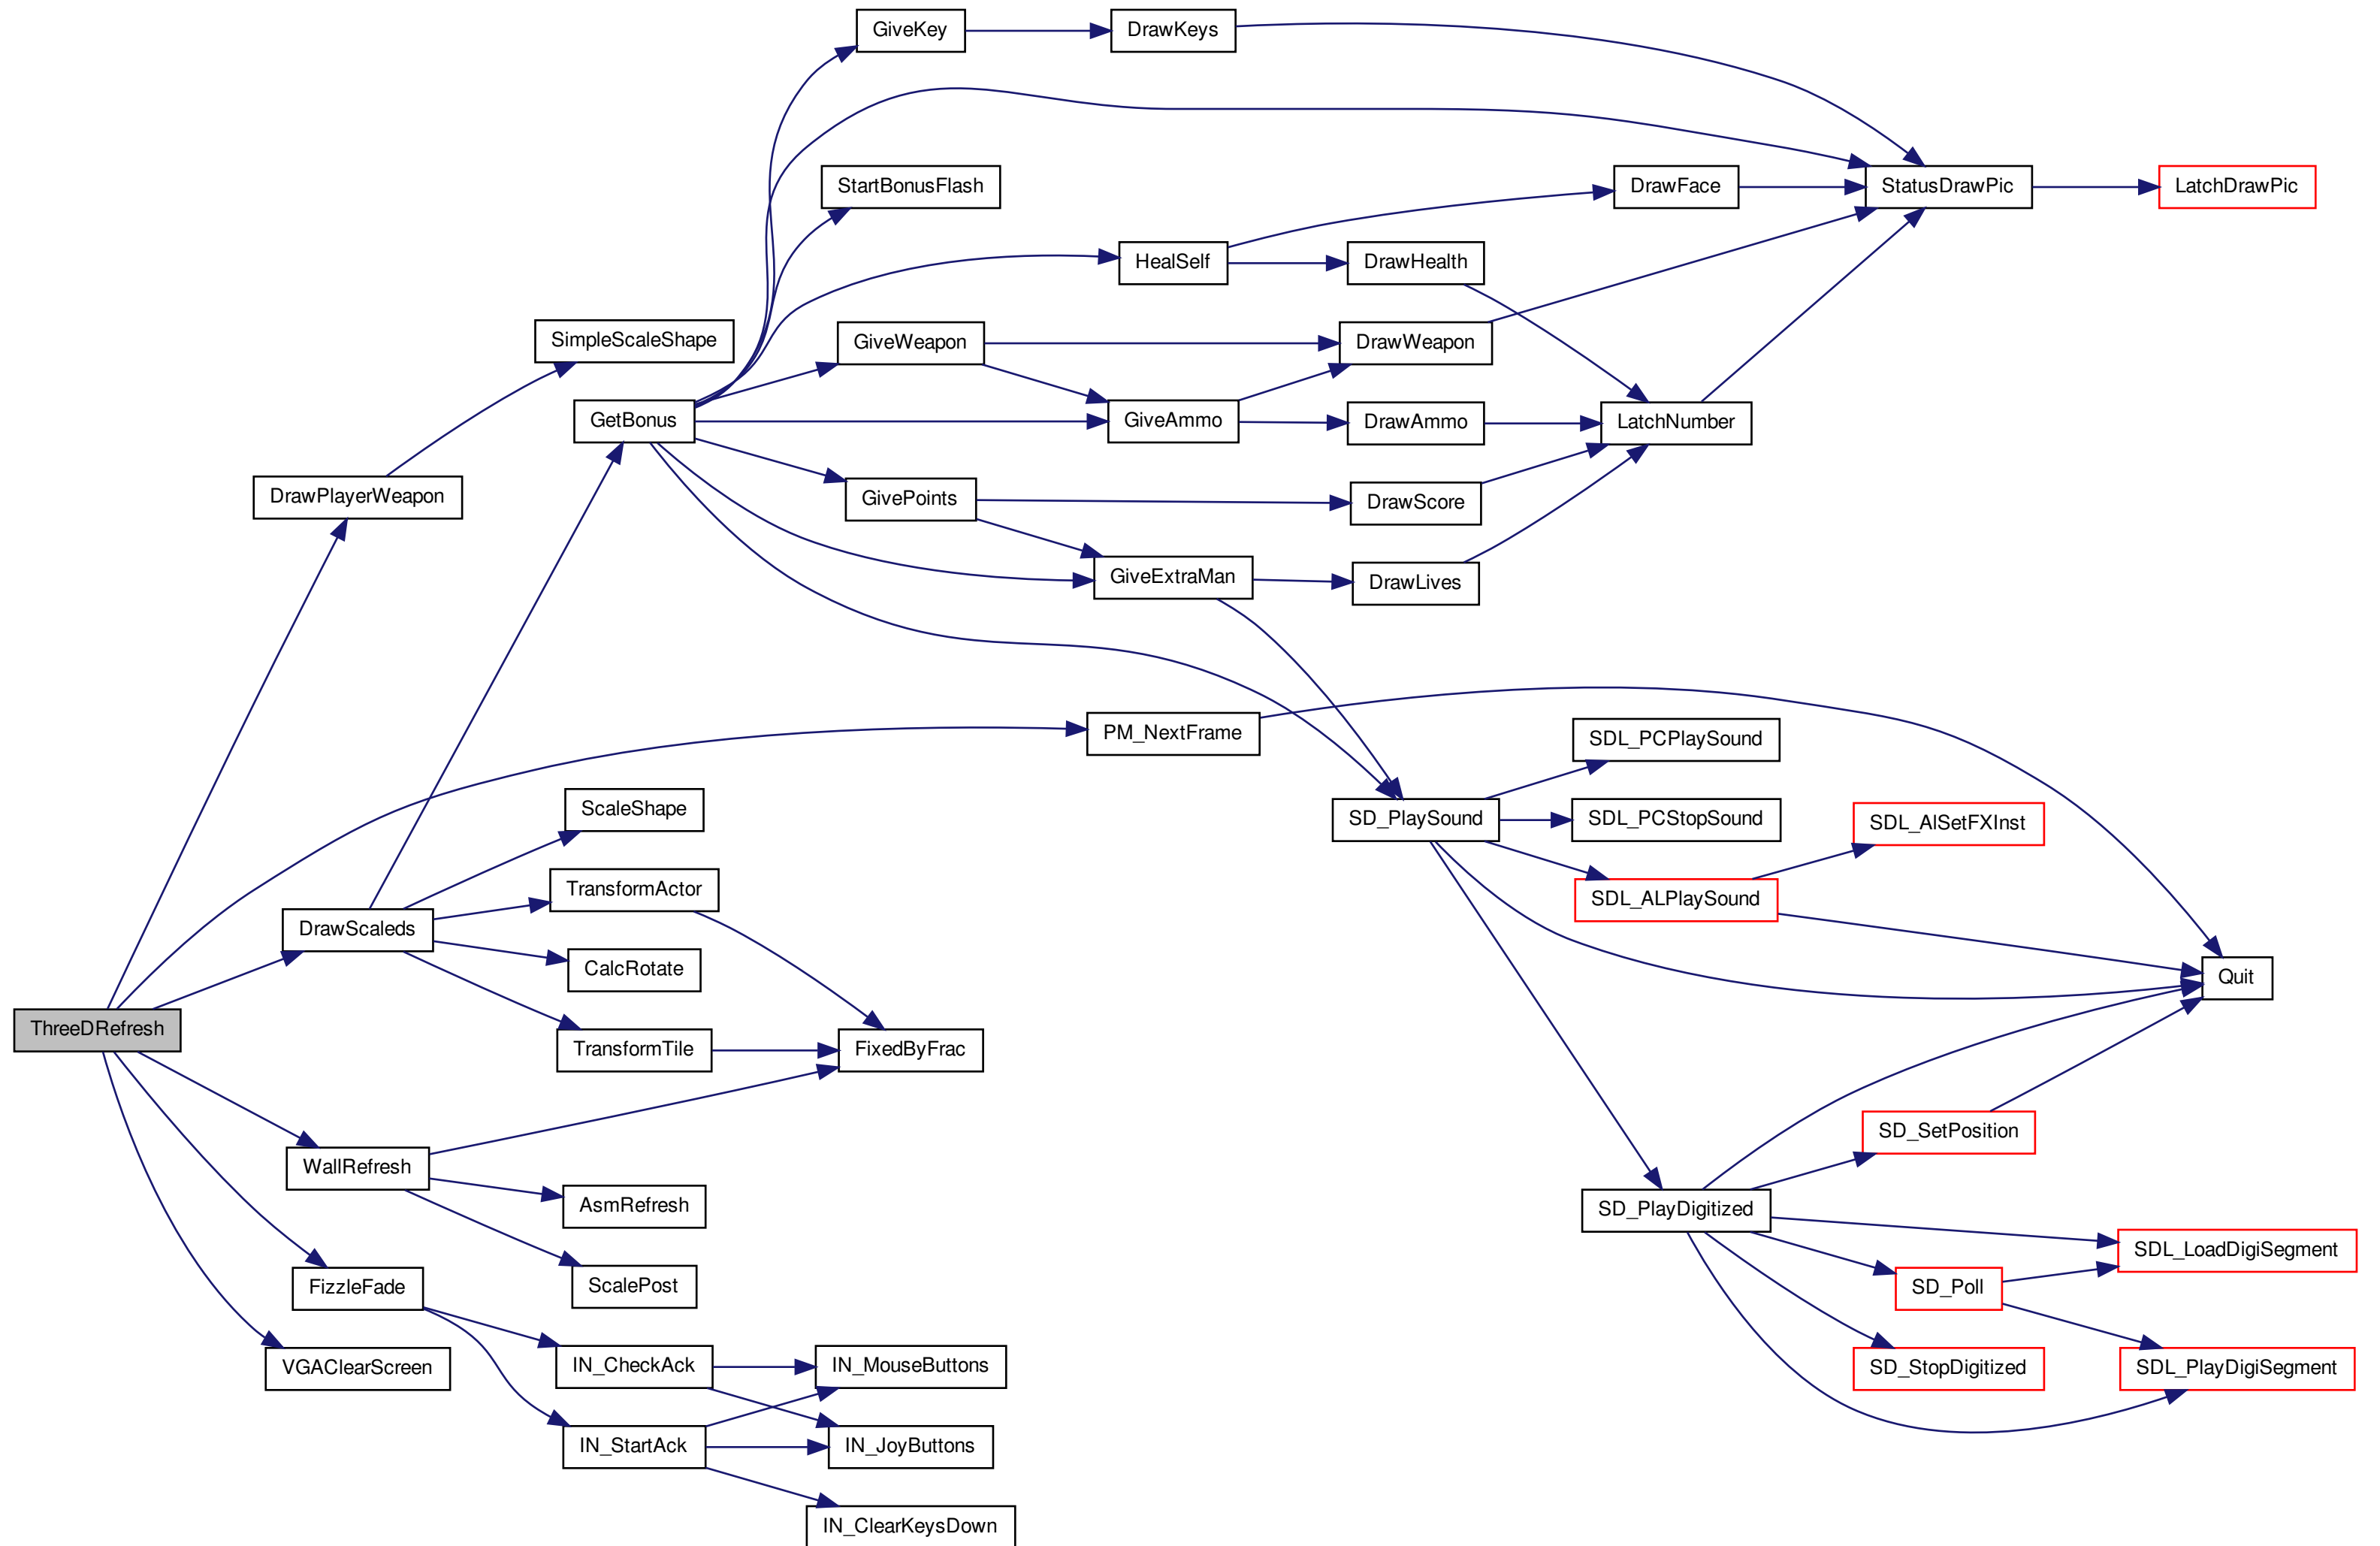 GiveKey
DrawKeys
StartBonusFlash
DrawFace
StatusDrawPic
LatchDrawPic
HealSelf
DrawHealth
SimpleScaleShape
GiveWeapon
DrawWeapon
GetBonus
GiveAmmo
DrawAmmo
LatchNumber
DrawPlayerWeapon
GivePoints
DrawScore
GiveExtraMan
DrawLives
PM_NextFrame
SDL_PCPlaySound
ScaleShape
SD_PlaySound
SDL_PCStopSound
SDL_AlSetFXInst
TransformActor
SDL_ALPlaySound
DrawScaleds
CalcRotate
Quit
ThreeDRefresh
TransformTile
FixedByFrac
SD_SetPosition
WallRefresh
AsmRefresh
SD_PlayDigitized
SDL_LoadDigiSegment
FizzleFade
ScalePost
SD_Poll
VGAClearScreen
IN_CheckAck
IN_MouseButtons
SD_StopDigitized
SDL_PlayDigiSegment
IN_StartAck
IN_JoyButtons
IN_ClearKeysDown